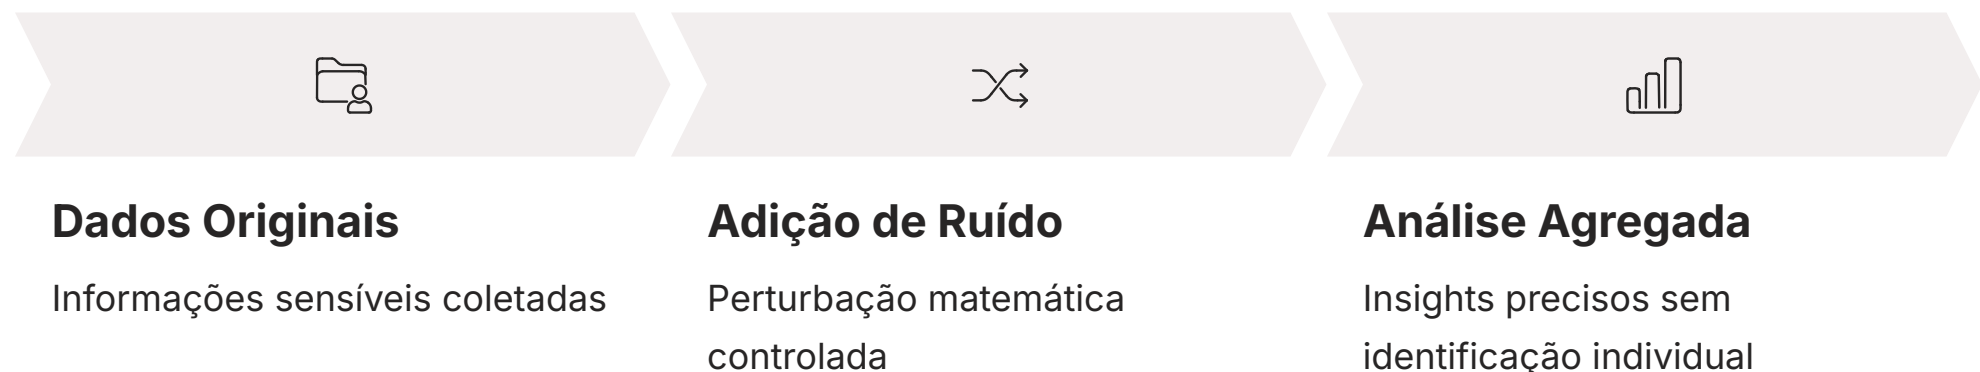 Dados Originais
Informações sensíveis coletadas
Adição de Ruído
Perturbação matemática
controlada
Análise Agregada
Insights precisos sem
identificação individual